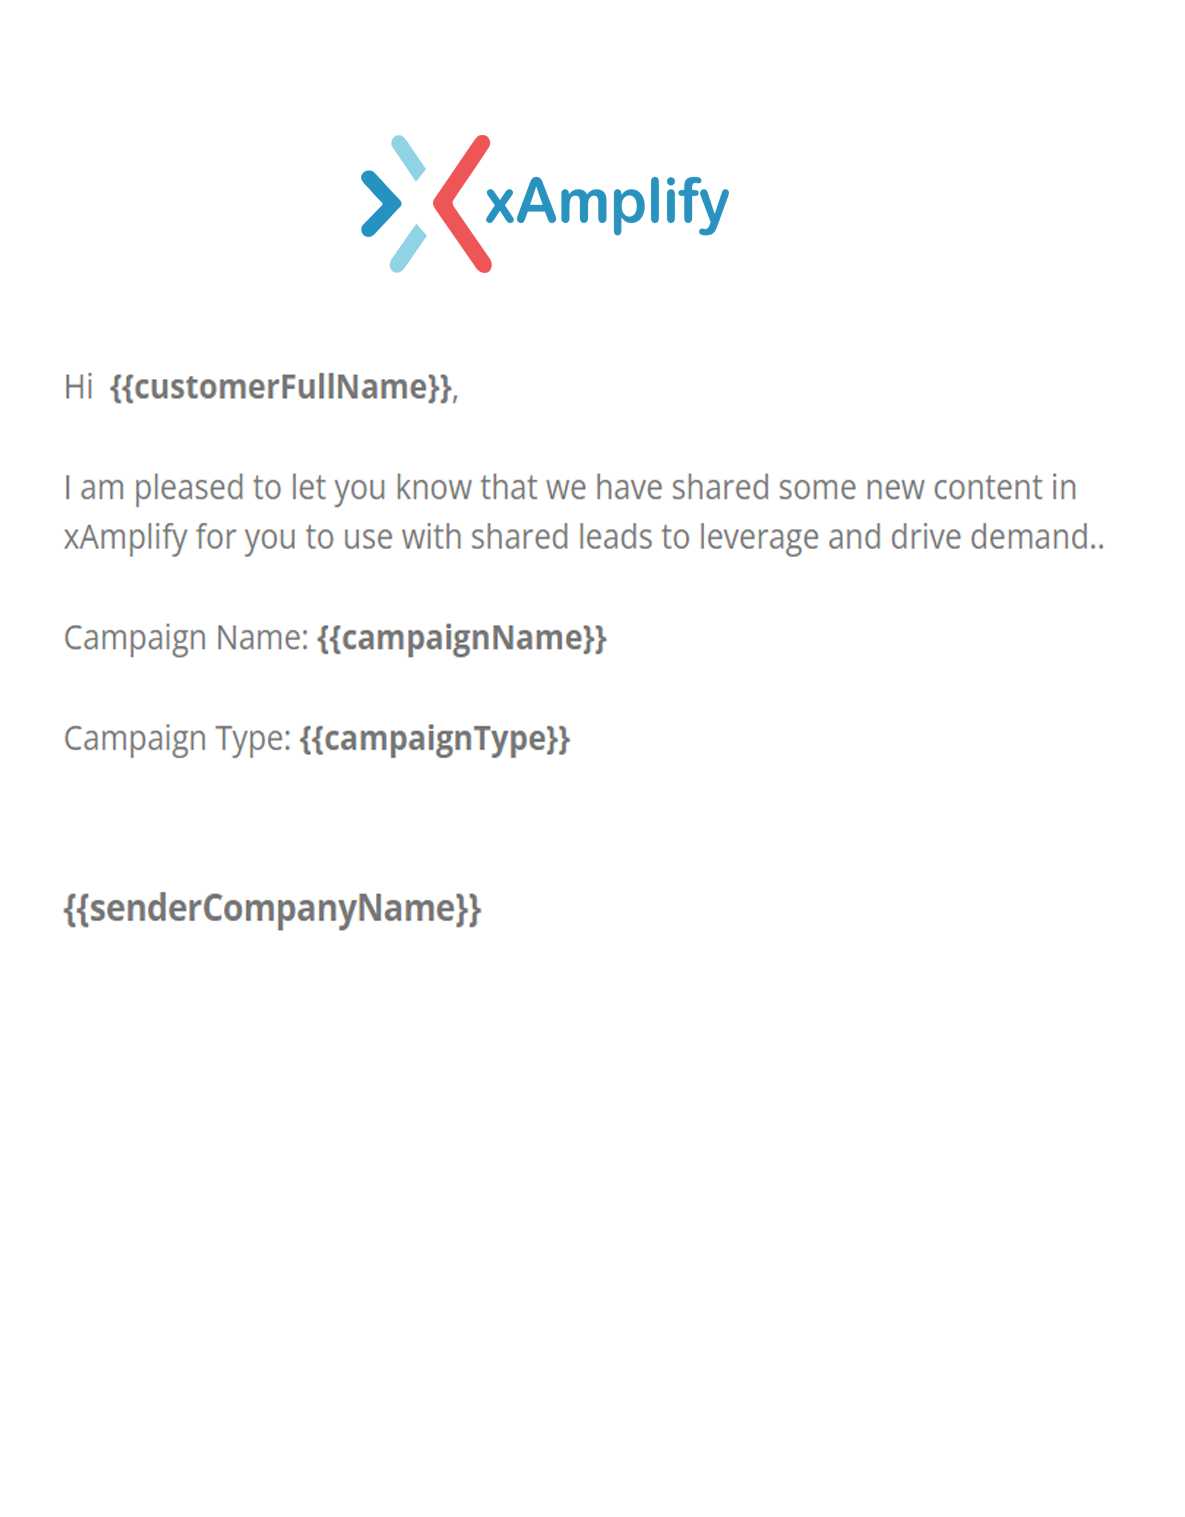 xAmplify
Hi  {{customerFullName}},
I am pleased to let you know that we have shared some new content in
xAmplify for you to use with shared leads to leverage and drive demand..
Campaign Name: {{campaignName}}
Campaign Type: {{campaignType}}
{{senderCompanyName}}